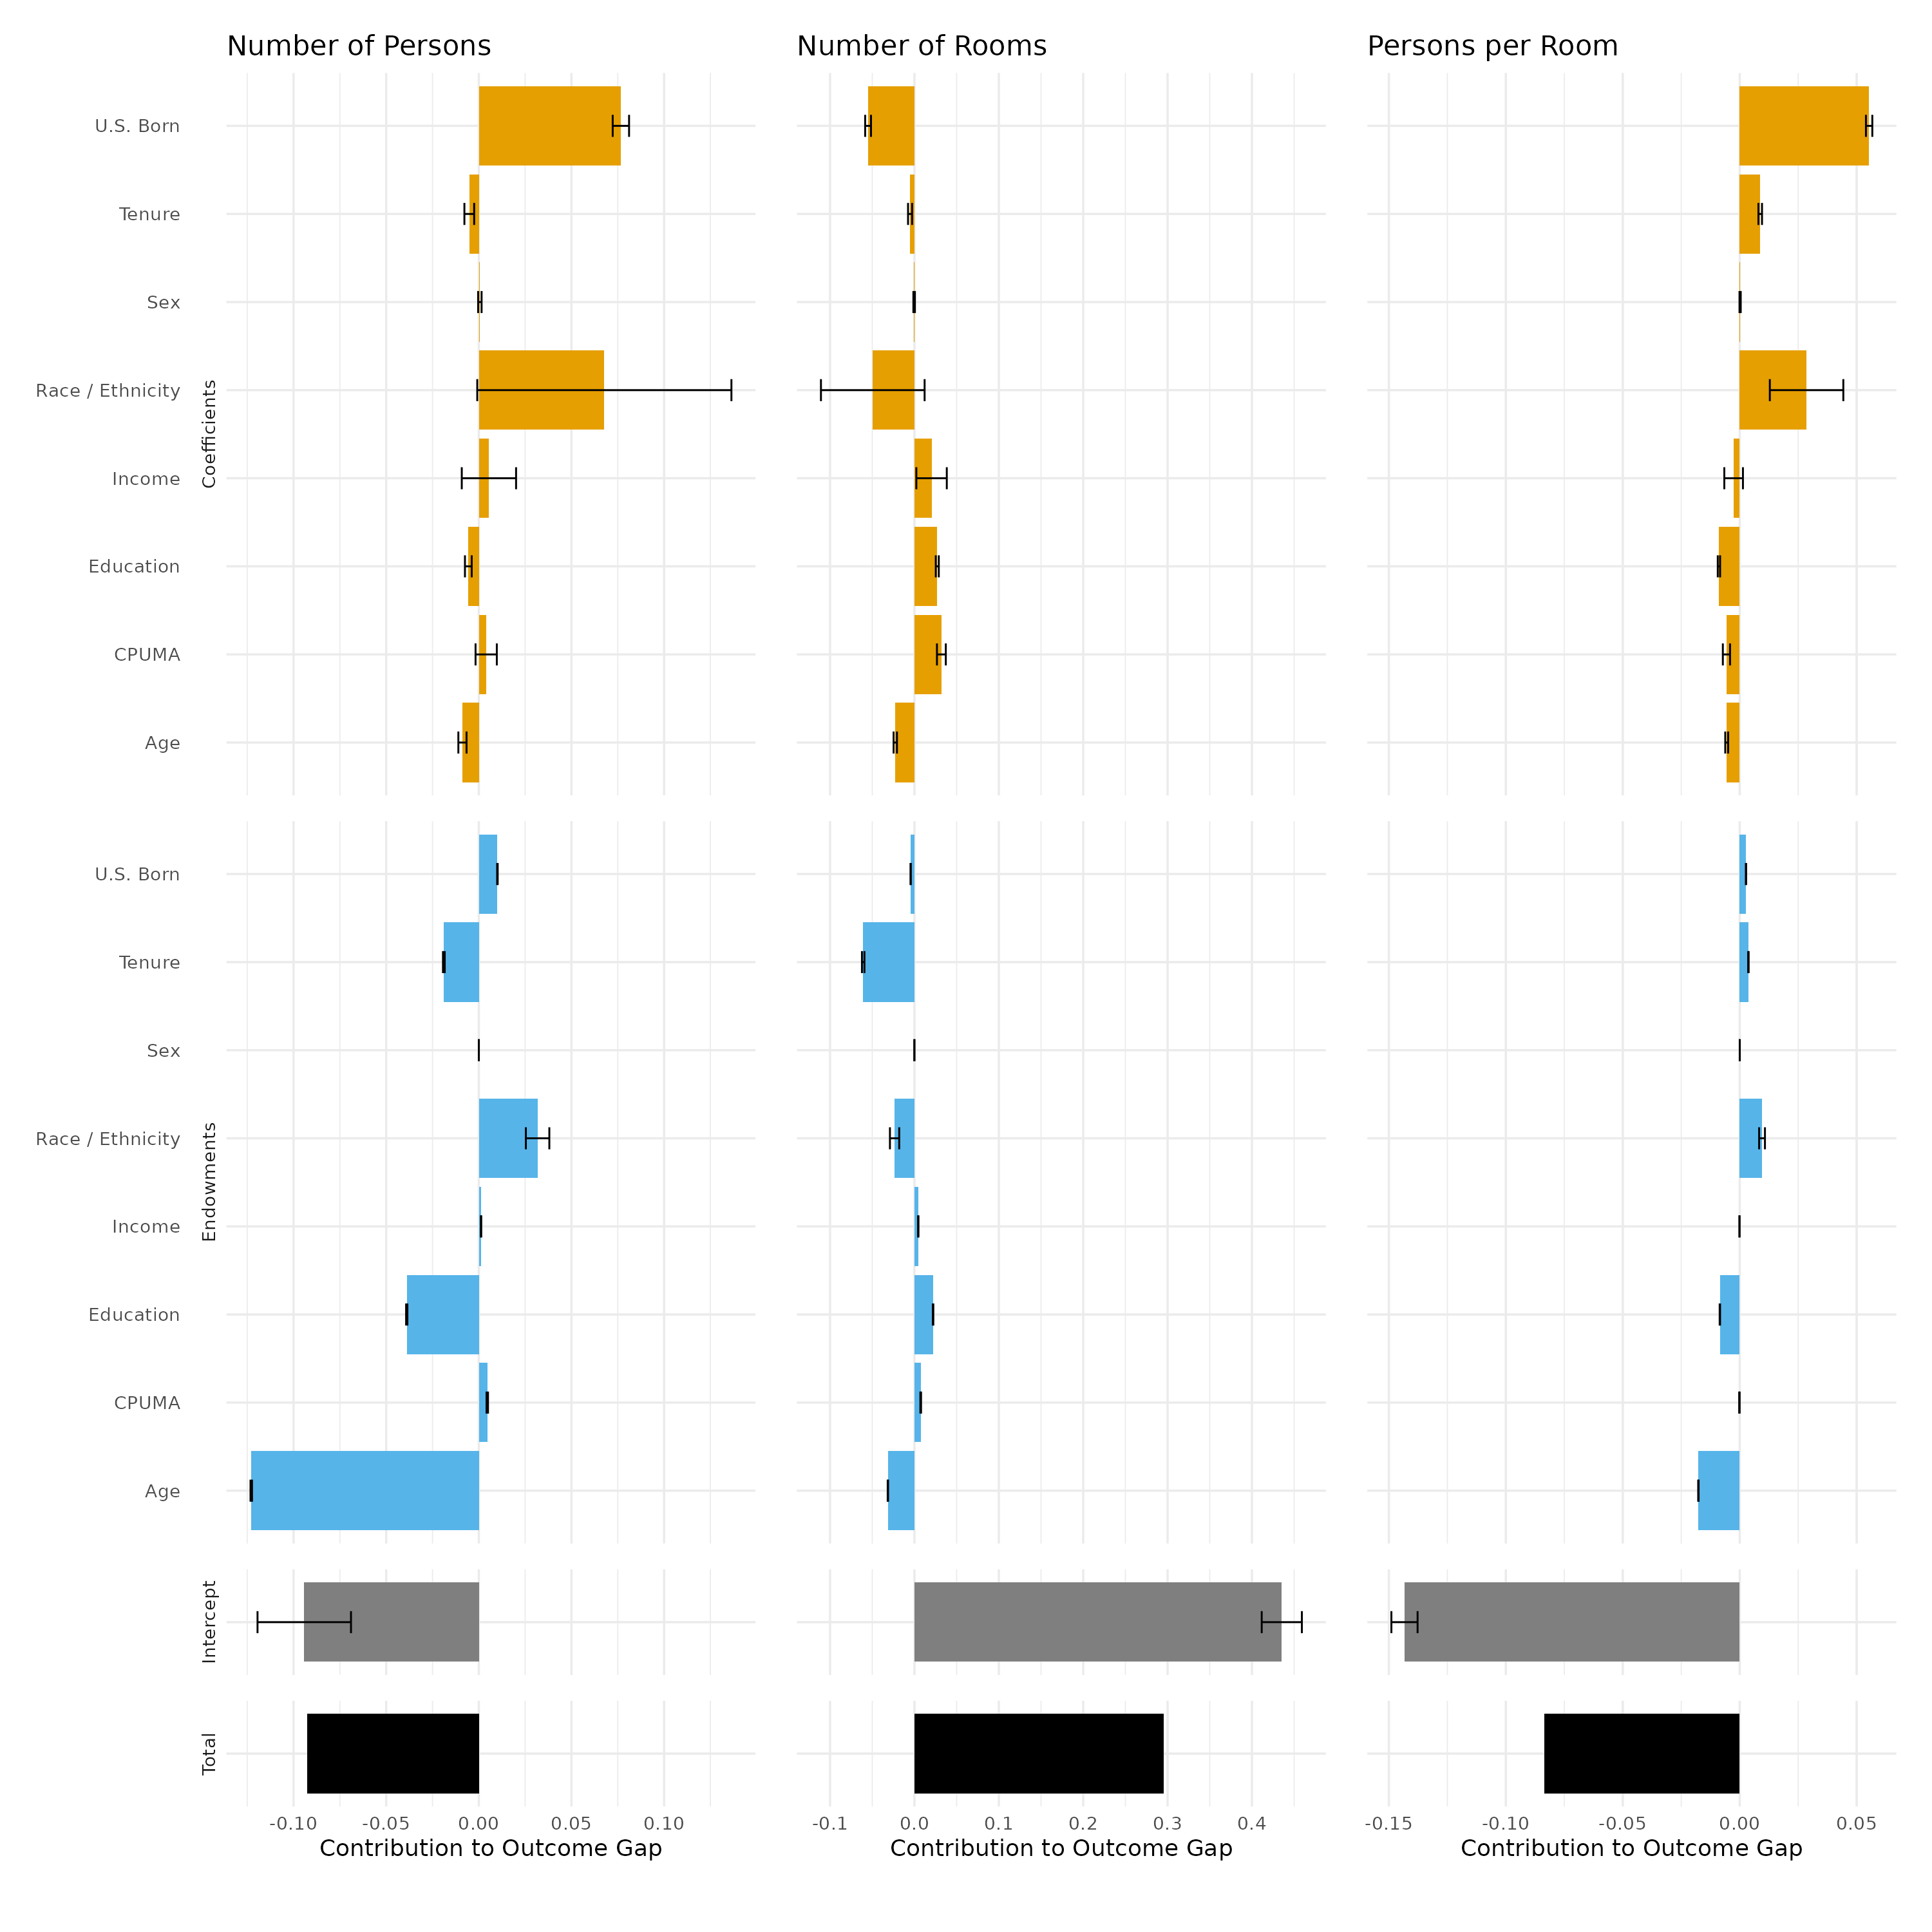 Number of Persons
Number of Rooms
Persons per Room
Coefficients
U.S. Born
Tenure
Sex
Race / Ethnicity
Income
Education
CPUMA
Age
Endowments
U.S. Born
Tenure
Sex
Race / Ethnicity
Income
Education
CPUMA
Age
Intercept
Total
-0.10 -0.05 0.00 0.05 0.10
-0.1 0.0 0.1 0.2 0.3 0.4
-0.15 -0.10 -0.05 0.00 0.05
Contribution to Outcome Gap
Contribution to Outcome Gap
Contribution to Outcome Gap